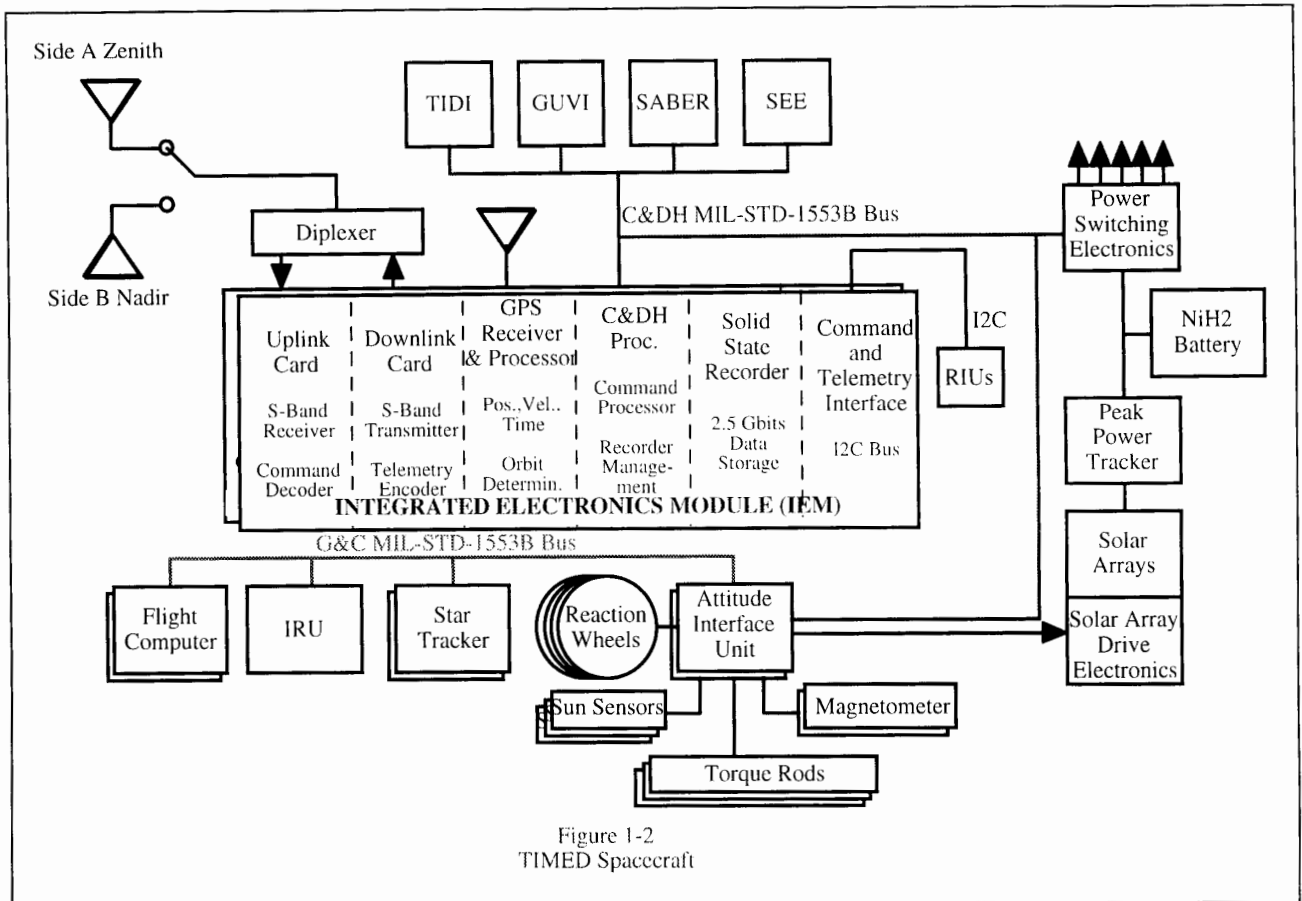 Side A Zenith
Side B Nadir
Diplexer
TIDI
GUVI
SABER
SEE
C&DH MIL-STD-1553B Bus
Power
Switching
Electronics
NiH2
Battery
Peak
Power
Tracker
Solar
Arrays
Solar Array
Drive
Electronics
I2C
RIUs
Uplink
Card
S-Band
Receiver
Command
Decoder
Downlink
Card
S-Band
Transmitter
Telemetry
Encoder
GPS
Receiver
& Processor
Pos.,Vel..
Time
Orbit
Determin.
C&DH
Proc.
Command
Processor
Recorder
Manage-
ment
Solid
State
Recorder
2.5 Gbits
Data
Storage
Command
and
Telemetry
Interface
I2C Bus
INTEGRATED ELECTRONICS MODULE (IEM)
G&C MIL-STD-1553B Bus
Flight
Computer
IRU
Star
Tracker
Reaction
Wheels
Attitude
Interface
Unit
Sun Sensors
Magnetometer
Torque Rods
Figure 1-2
TIMED Spacecraft